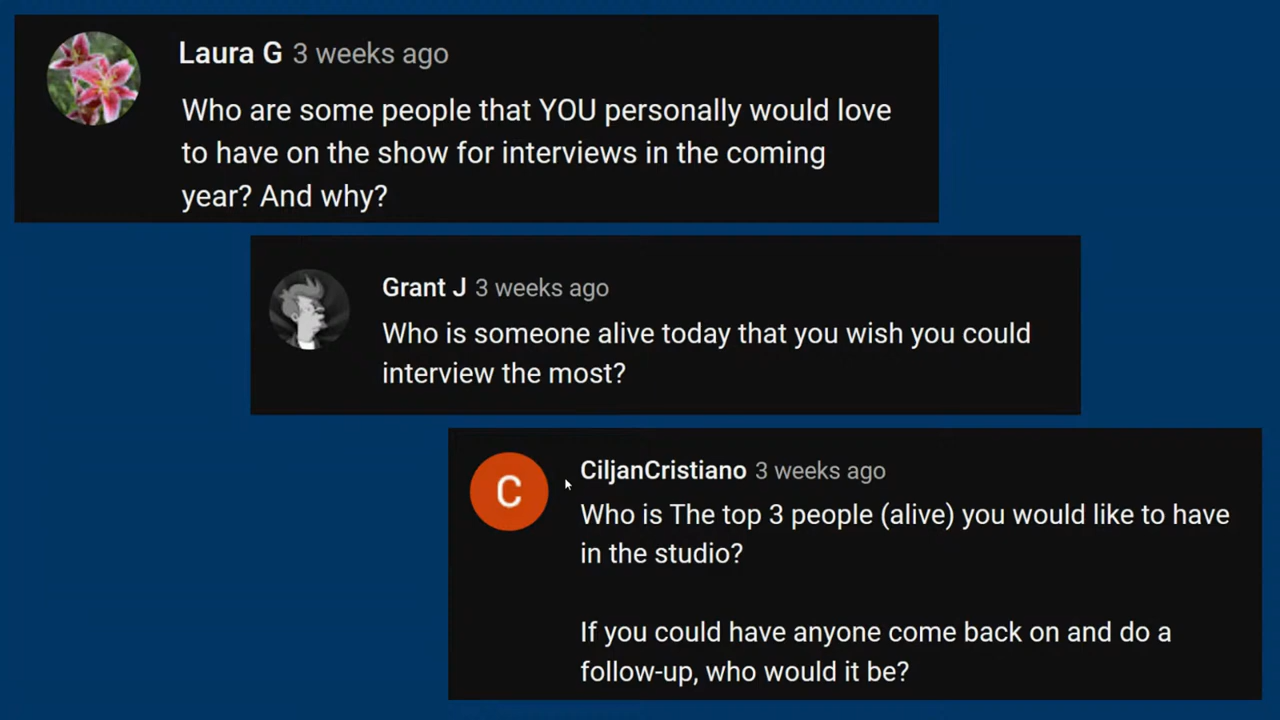 Laura G 3 weeks ago
Who are some people that YOU personally would love
to have on the show for interviews in the coming
year? And why?
Grant J 3 weeks ago
Who is someone alive today that you wish you could
interview the most?
C
CiljanCristiano 3 weeks ago
Who is The top 3 people (alive) you would like to have
in the studio?
If you could have anyone come back on and do a
follow-up, who would it be?